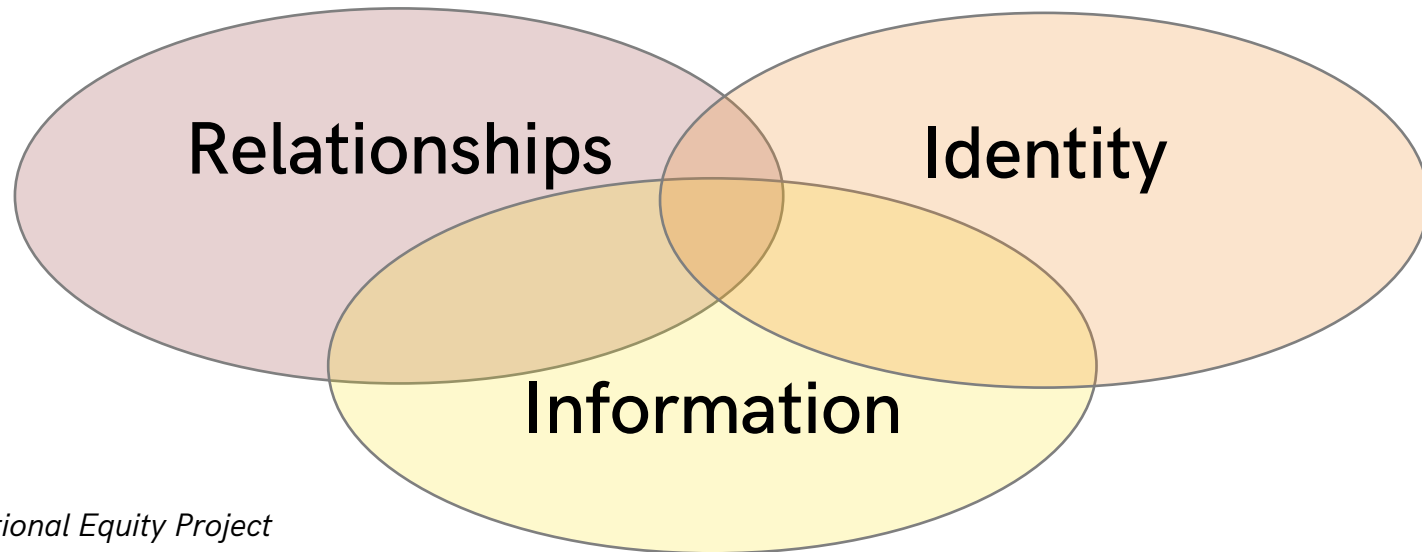 Relationships
Identity
Information
tional Equity Project